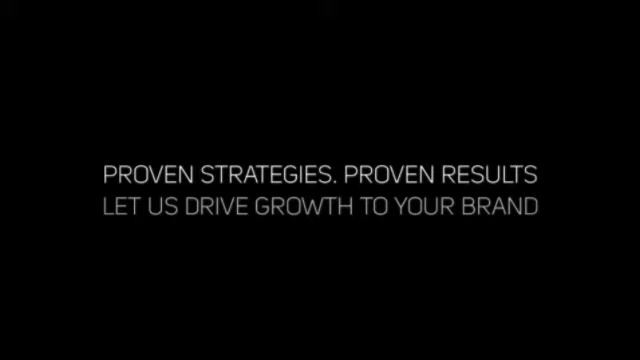 PROVEN STRATEGIES. PROVEN RESULTS
LET US DRIVE GROWTH TO YOUR BRAND